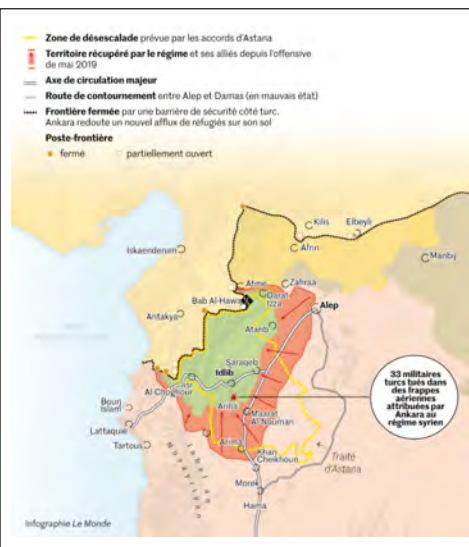 Zone de désescalade prévue par les accords d'Astana
Territoire récupéré par le régime et ses alliés depuis l'offensive
de mai 2019
Axe de circulation majeur
Route de contournement entre Alep et Damas (en mauvais état)
Frontière fermée par une barrière de sécurité côté turc.
Ankara redoute un nouvel afflux de réfugiés sur son sol
Poste-frontière
fermé
partiellement ouvert
Kilis
Elbeyli
Iskenderun
Afrin
Manbij
Atmé
Zahraa
Bab Al-Hawa
Darat
Izza
Alep
Antakya
Atarib
Saraqeb
Idlib
Jisr
Al-Choghour
Ariha
33 militaires
turcs tués dans
des frappes
aériennes
attribuées par
Ankara au
régime syrien
Lattaquié
Maarat
Al-Nouman
Tartous
Khan
Cheikhoun
Traité
d'Astana
Morek
Hama
Infographie Le Monde